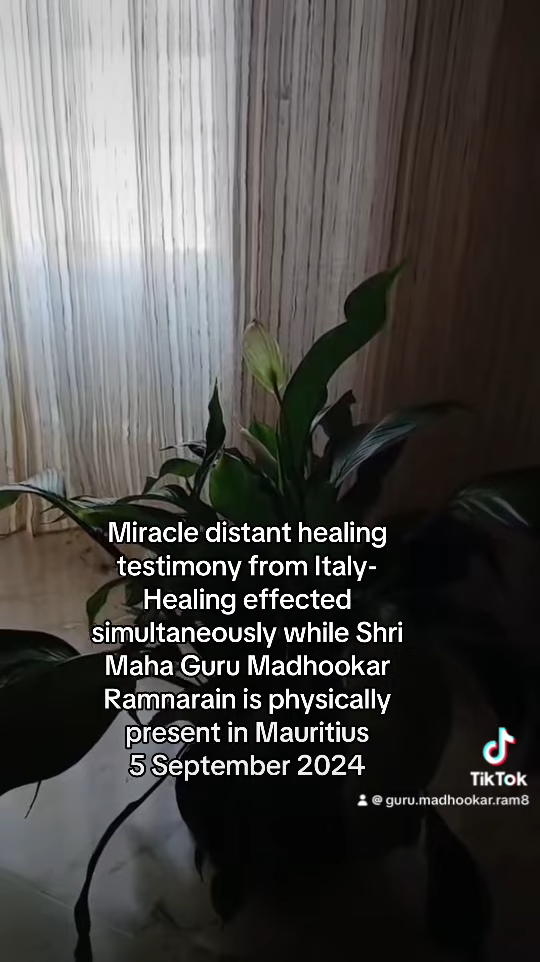 Miracle distant healing
testimony from Italy-
Healing effected
simultaneously while Shri
Maha Guru Madhookar
Ramnarain is physically
present in Mauritius
5 September 2024
TikTok
@ guru.madhookar.ram8